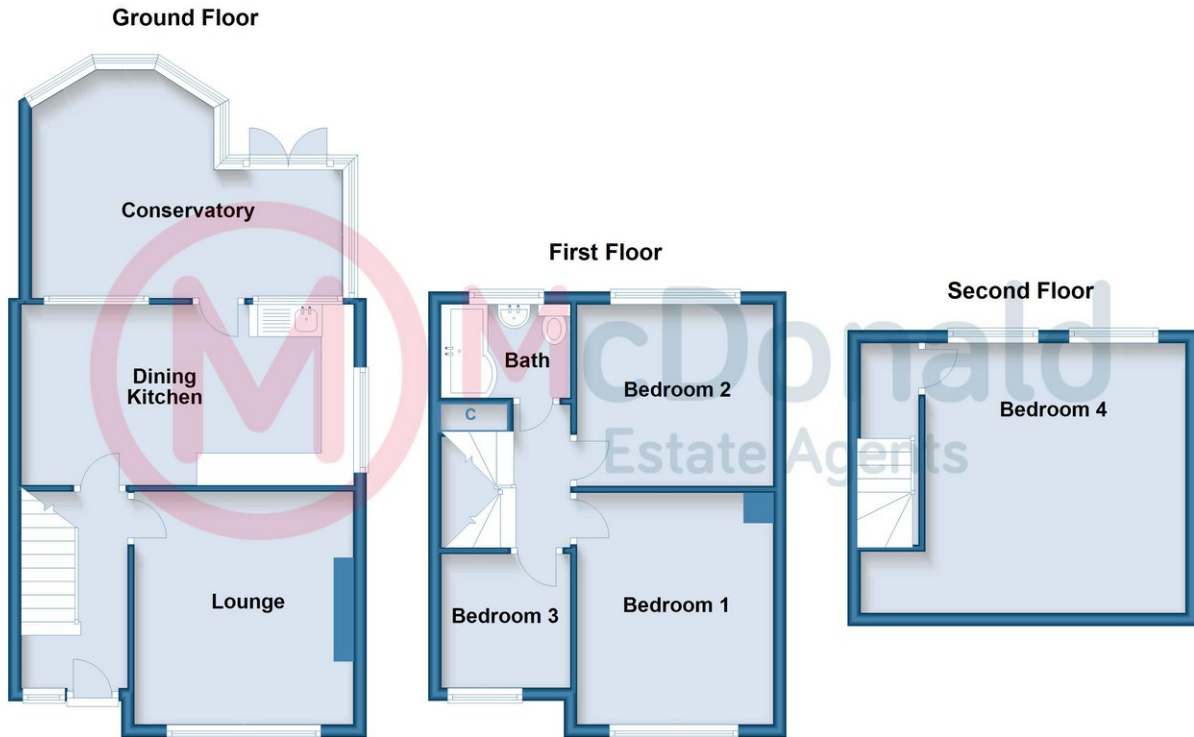 Ground Floor
Conservatory
Dining
Kitchen
Lounge
First Floor
Bath
C
Bedroom 2
Bedroom 3
Bedroom 1
Second Floor
Bedroom 4
M McDonald
Estate Agents